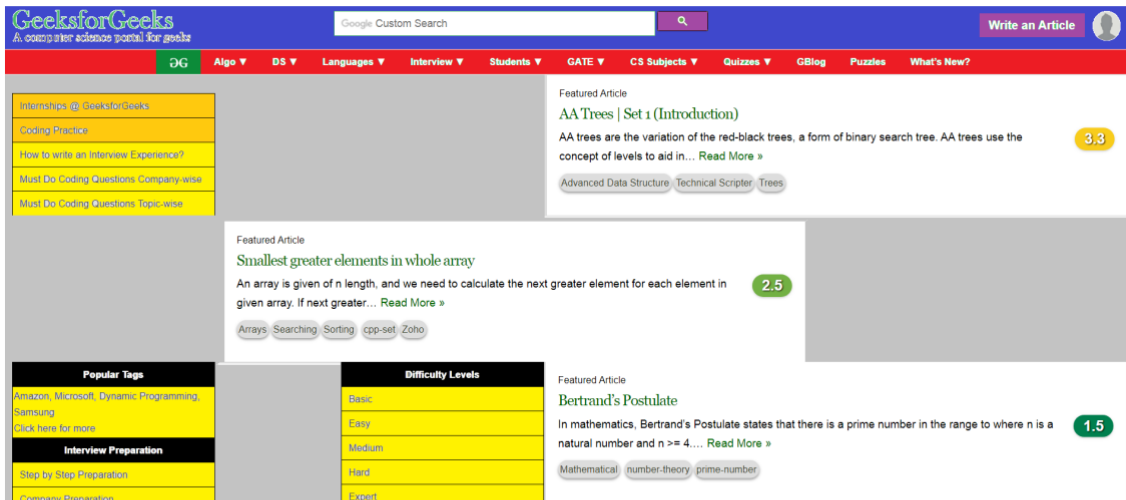 GeeksforGeeks
A computer science portal for geeks
Google Custom Search
Write an Article
Algo ▼ DS ▼ Languages ▼ Interview ▼ Students ▼ GATE ▼ CS Subjects ▼ Quizzes ▼ GBlog Puzzles What's New?
Internships @ GeeksforGeeks
Coding Practice
How to write an Interview Experience?
Must Do Coding Questions Company-wise
Must Do Coding Questions Topic-wise
Featured Article
AA Trees | Set 1 (Introduction)
AA trees are the variation of the red-black trees, a form of binary search tree. AA trees use the
concept of levels to aid in... Read More »
3.3
Advanced Data Structure Technical Scripter Trees
Featured Article
Smallest greater elements in whole array
An array is given of n length, and we need to calculate the next greater element for each element in
given array. If next greater… Read More »
2.5
Arrays Searching Sorting cpp-set Zoho
Popular Tags
Amazon, Microsoft, Dynamic Programming,
Samsung
Click here for more
Interview Preparation
Step by Step Preparation
Company Preparation
Difficulty Levels
Basic
Easy
Medium
Hard
Expert
Featured Article
Bertrand's Postulate
In mathematics, Bertrand's Postulate states that there is a prime number in the range to where n is a
natural number and n >= 4.… Read More »
1.5
Mathematical number-theory prime-number